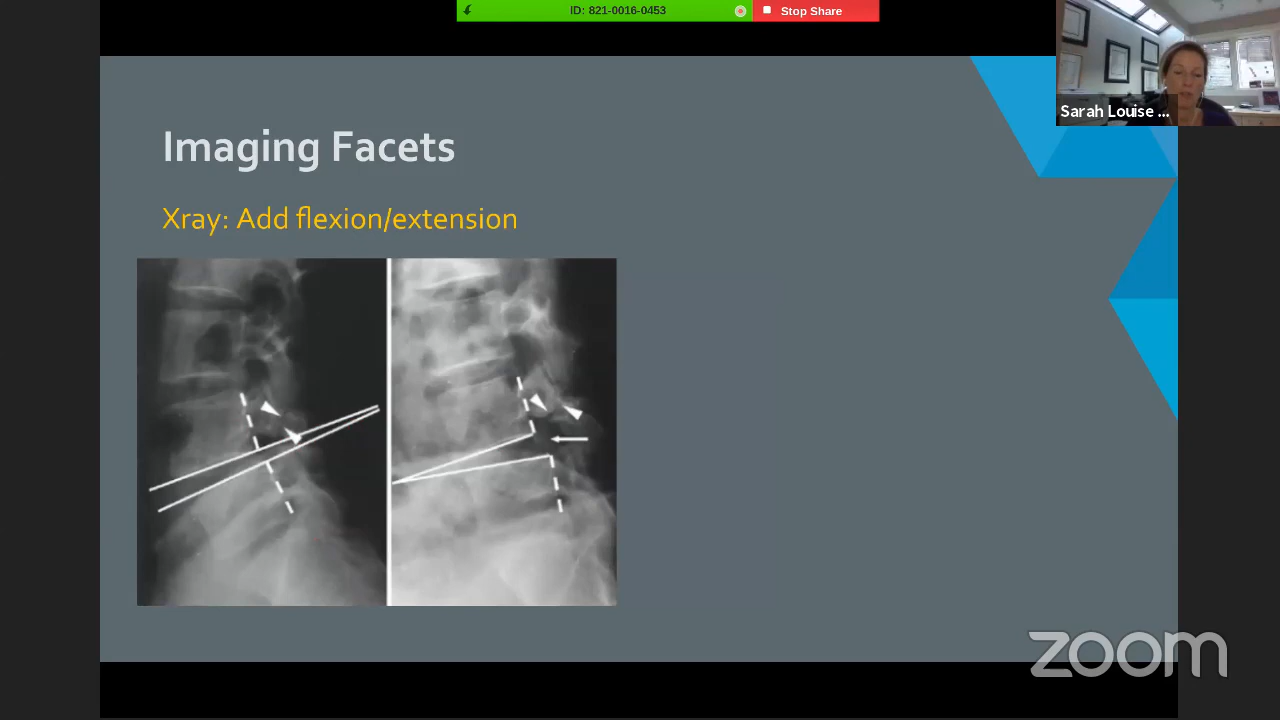 ID: 821-0016-0453
Stop Share
Sarah Louise ...
Imaging Facets
Xray: Add flexion/extension
zoom